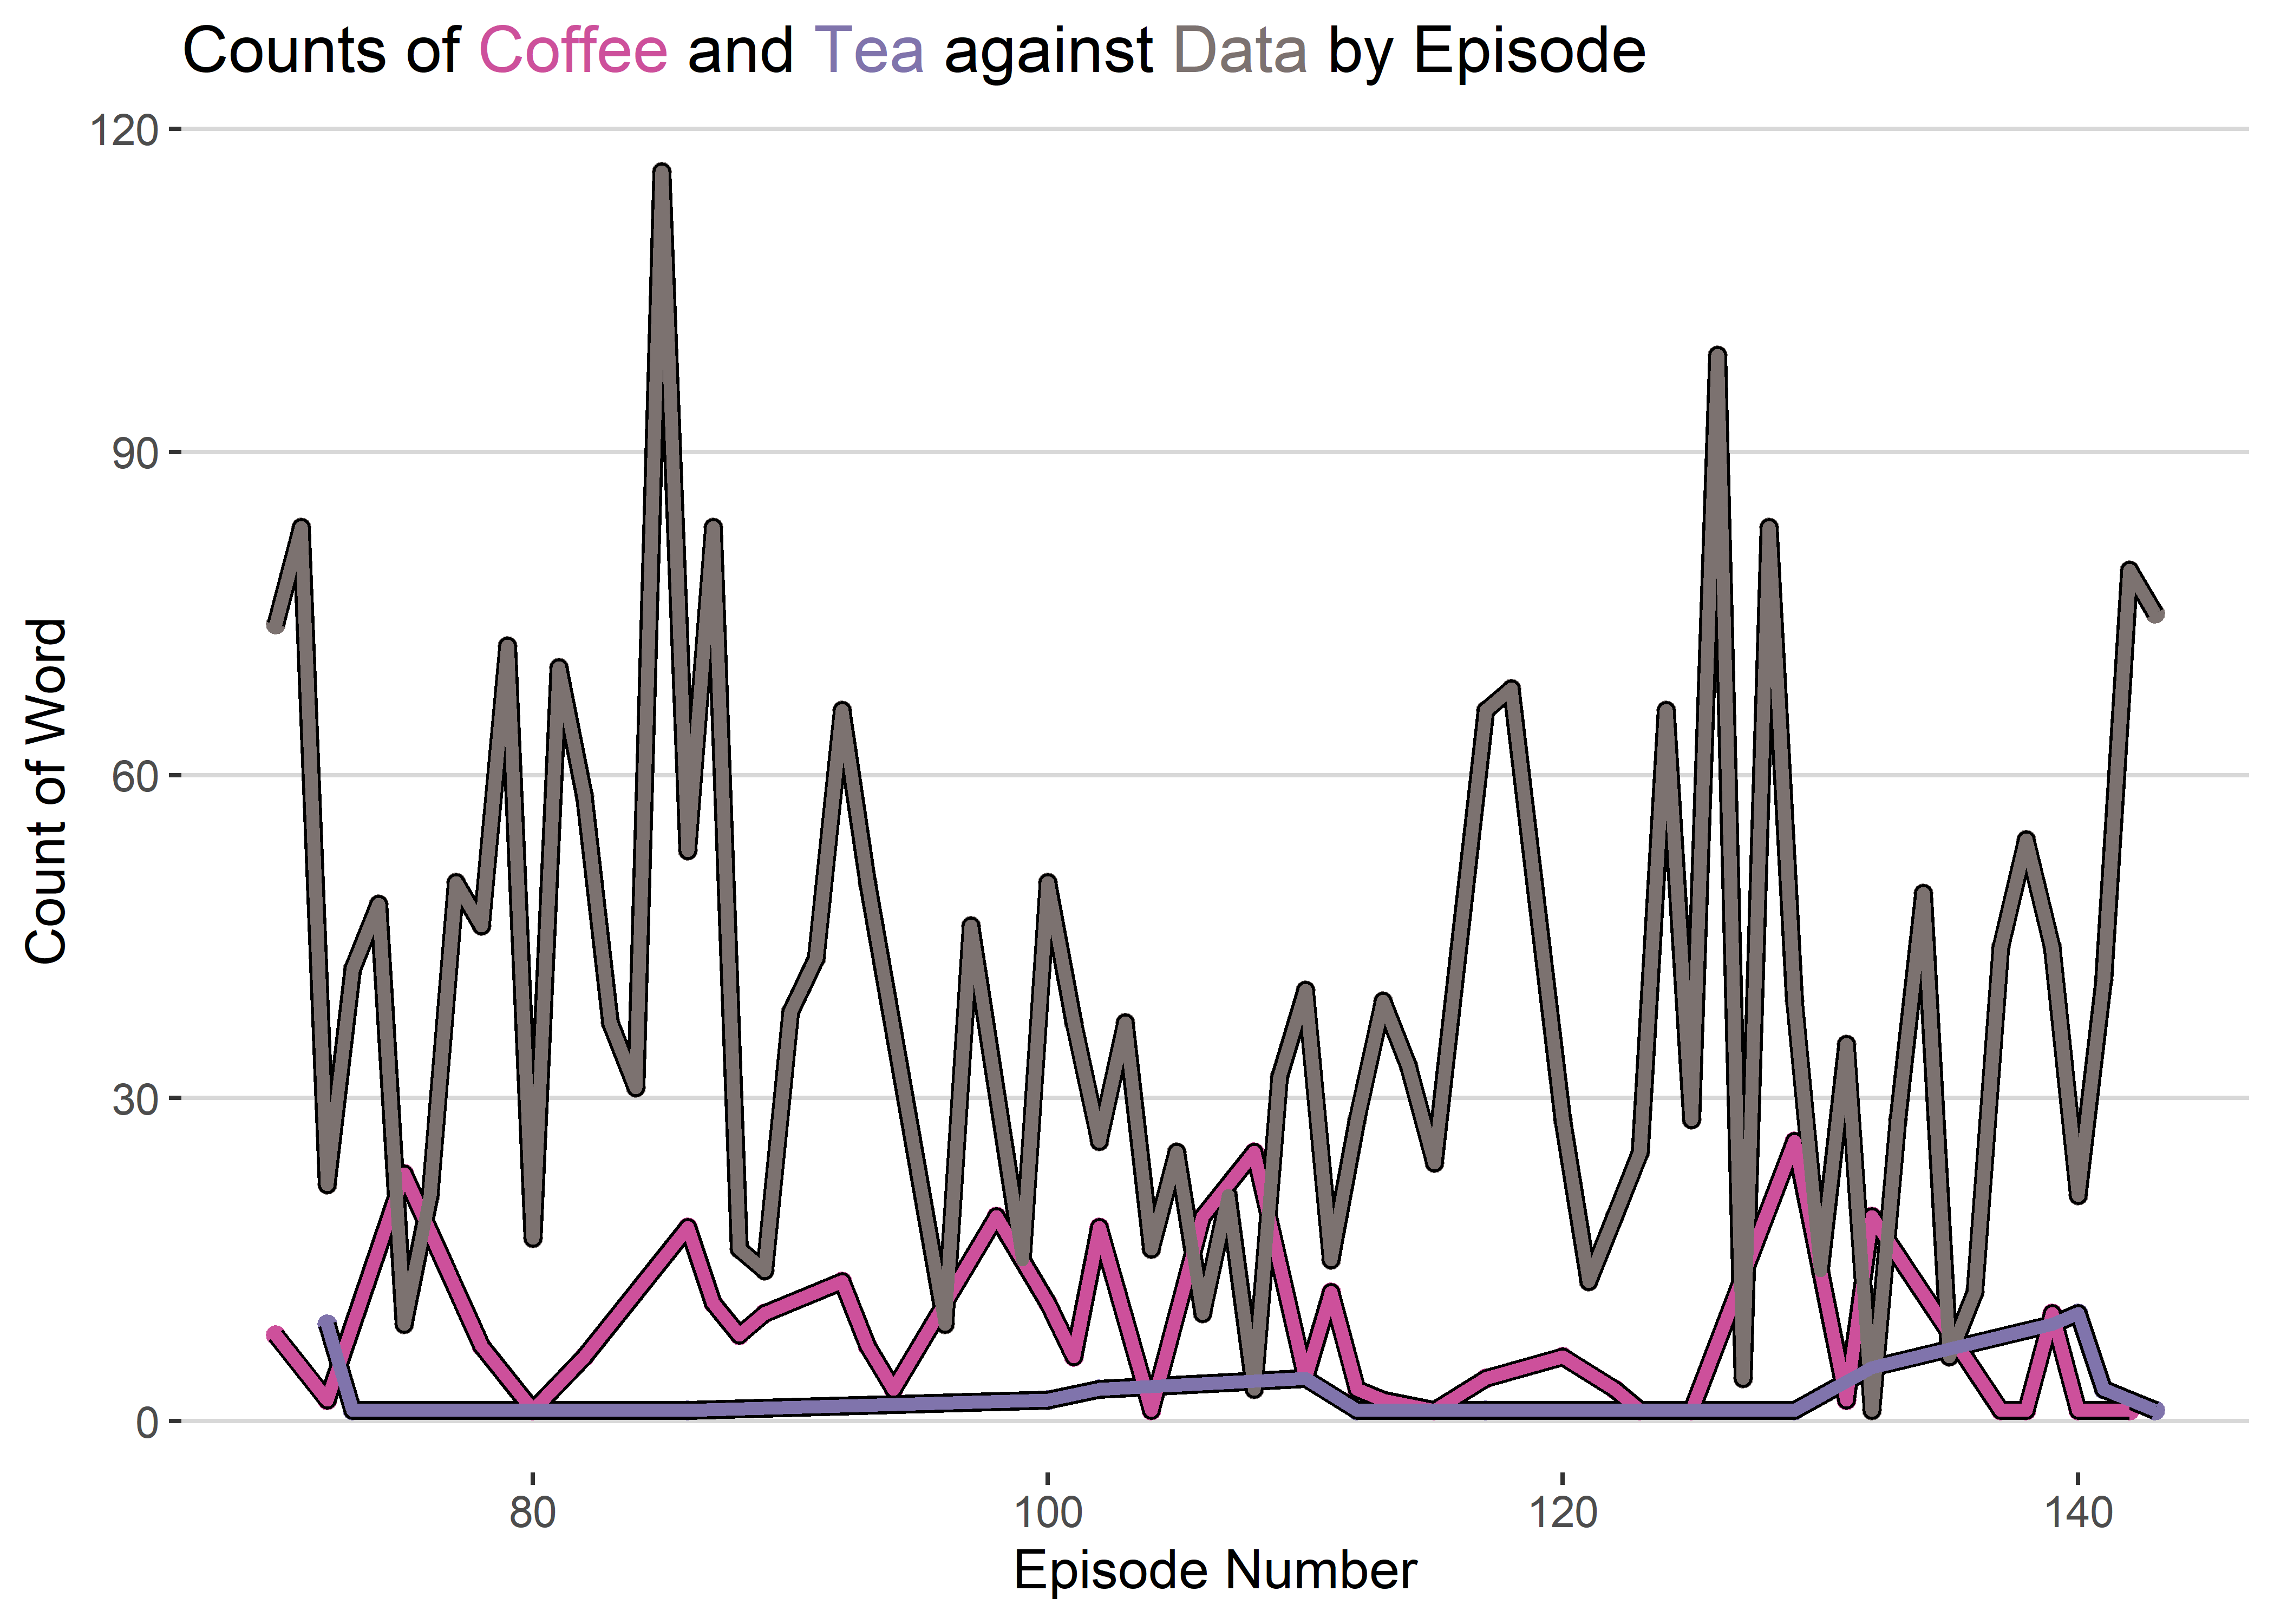 Counts of Coffee and Tea against Data by Episode
120
90
60
30
0
Count of Word
80 100 120 140
Episode Number